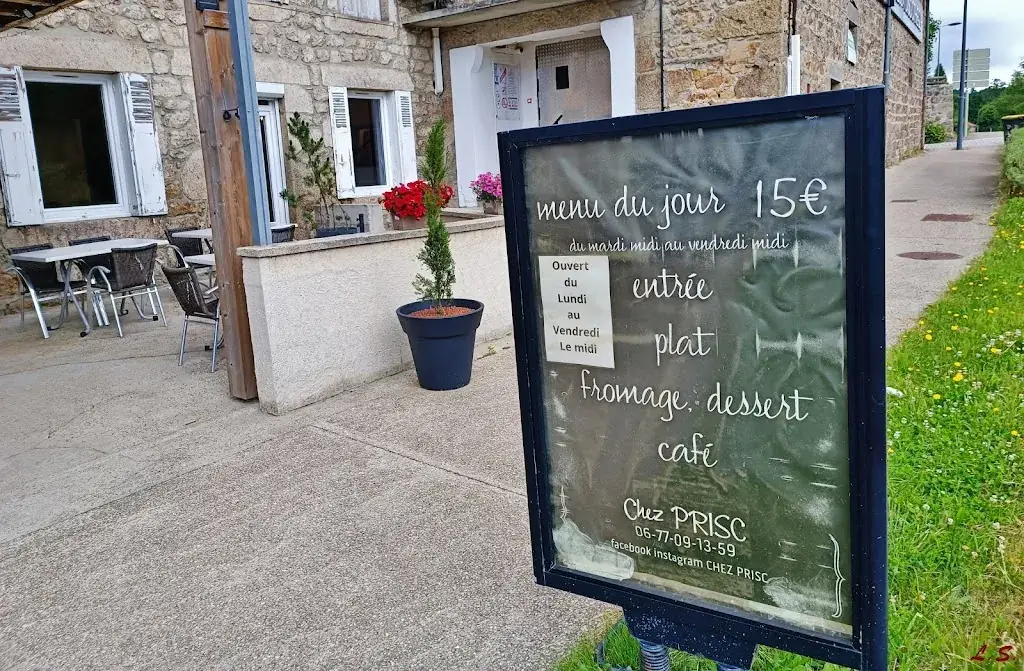 menu du jour 15€
du mardi midi au vendredi midi
Ouvert
du
Lundi
au
Vendredi
Le midi
entrée
plat
fromage, dessert
café
Chez PRISC
06-77-09-13-59
facebook instagram CHEZ PRISC
L S